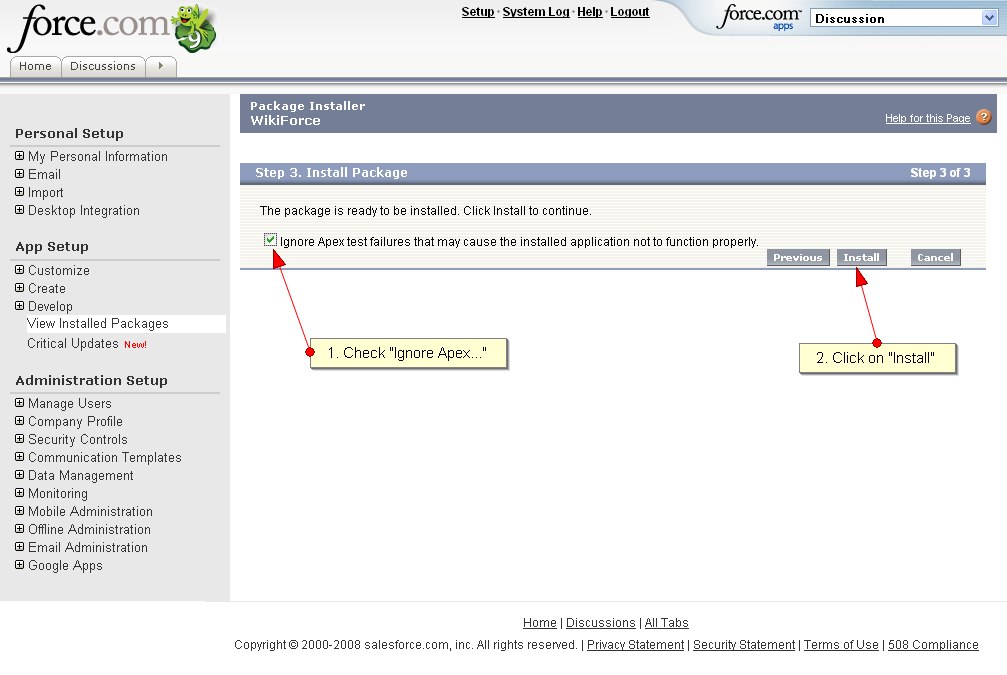 force.com
9
Setup · System Log · Help · Logout
force.com
apps
Discussion
Home
Discussions
Personal Setup
My Personal Information
Email
Import
Desktop Integration
App Setup
Customize
Create
Develop
View Installed Packages
Critical Updates New!
Administration Setup
Manage Users
Company Profile
Security Controls
Communication Templates
Data Management
Monitoring
Mobile Administration
Offline Administration
Email Administration
Google Apps
Package Installer
WikiForce
Help for this Page ?
Step 3. Install Package
Step 3 of 3
The package is ready to be installed. Click Install to continue.
Ignore Apex test failures that may cause the installed application not to function properly.
Previous Install Cancel
1. Check "Ignore Apex..."
2. Click on "Install"
Home | Discussions | All Tabs
Copyright © 2000-2008 salesforce.com, inc. All rights reserved. | Privacy Statement | Security Statement | Terms of Use | 508 Compliance